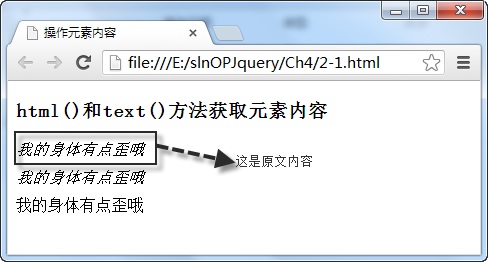 操作元素内容
file:///E:/slnOPJquery/Ch4/2-1.html
html()和text()方法获取元素内容
我的身体有点歪哦
这是原文内容
我的身体有点歪哦
我的身体有点歪哦